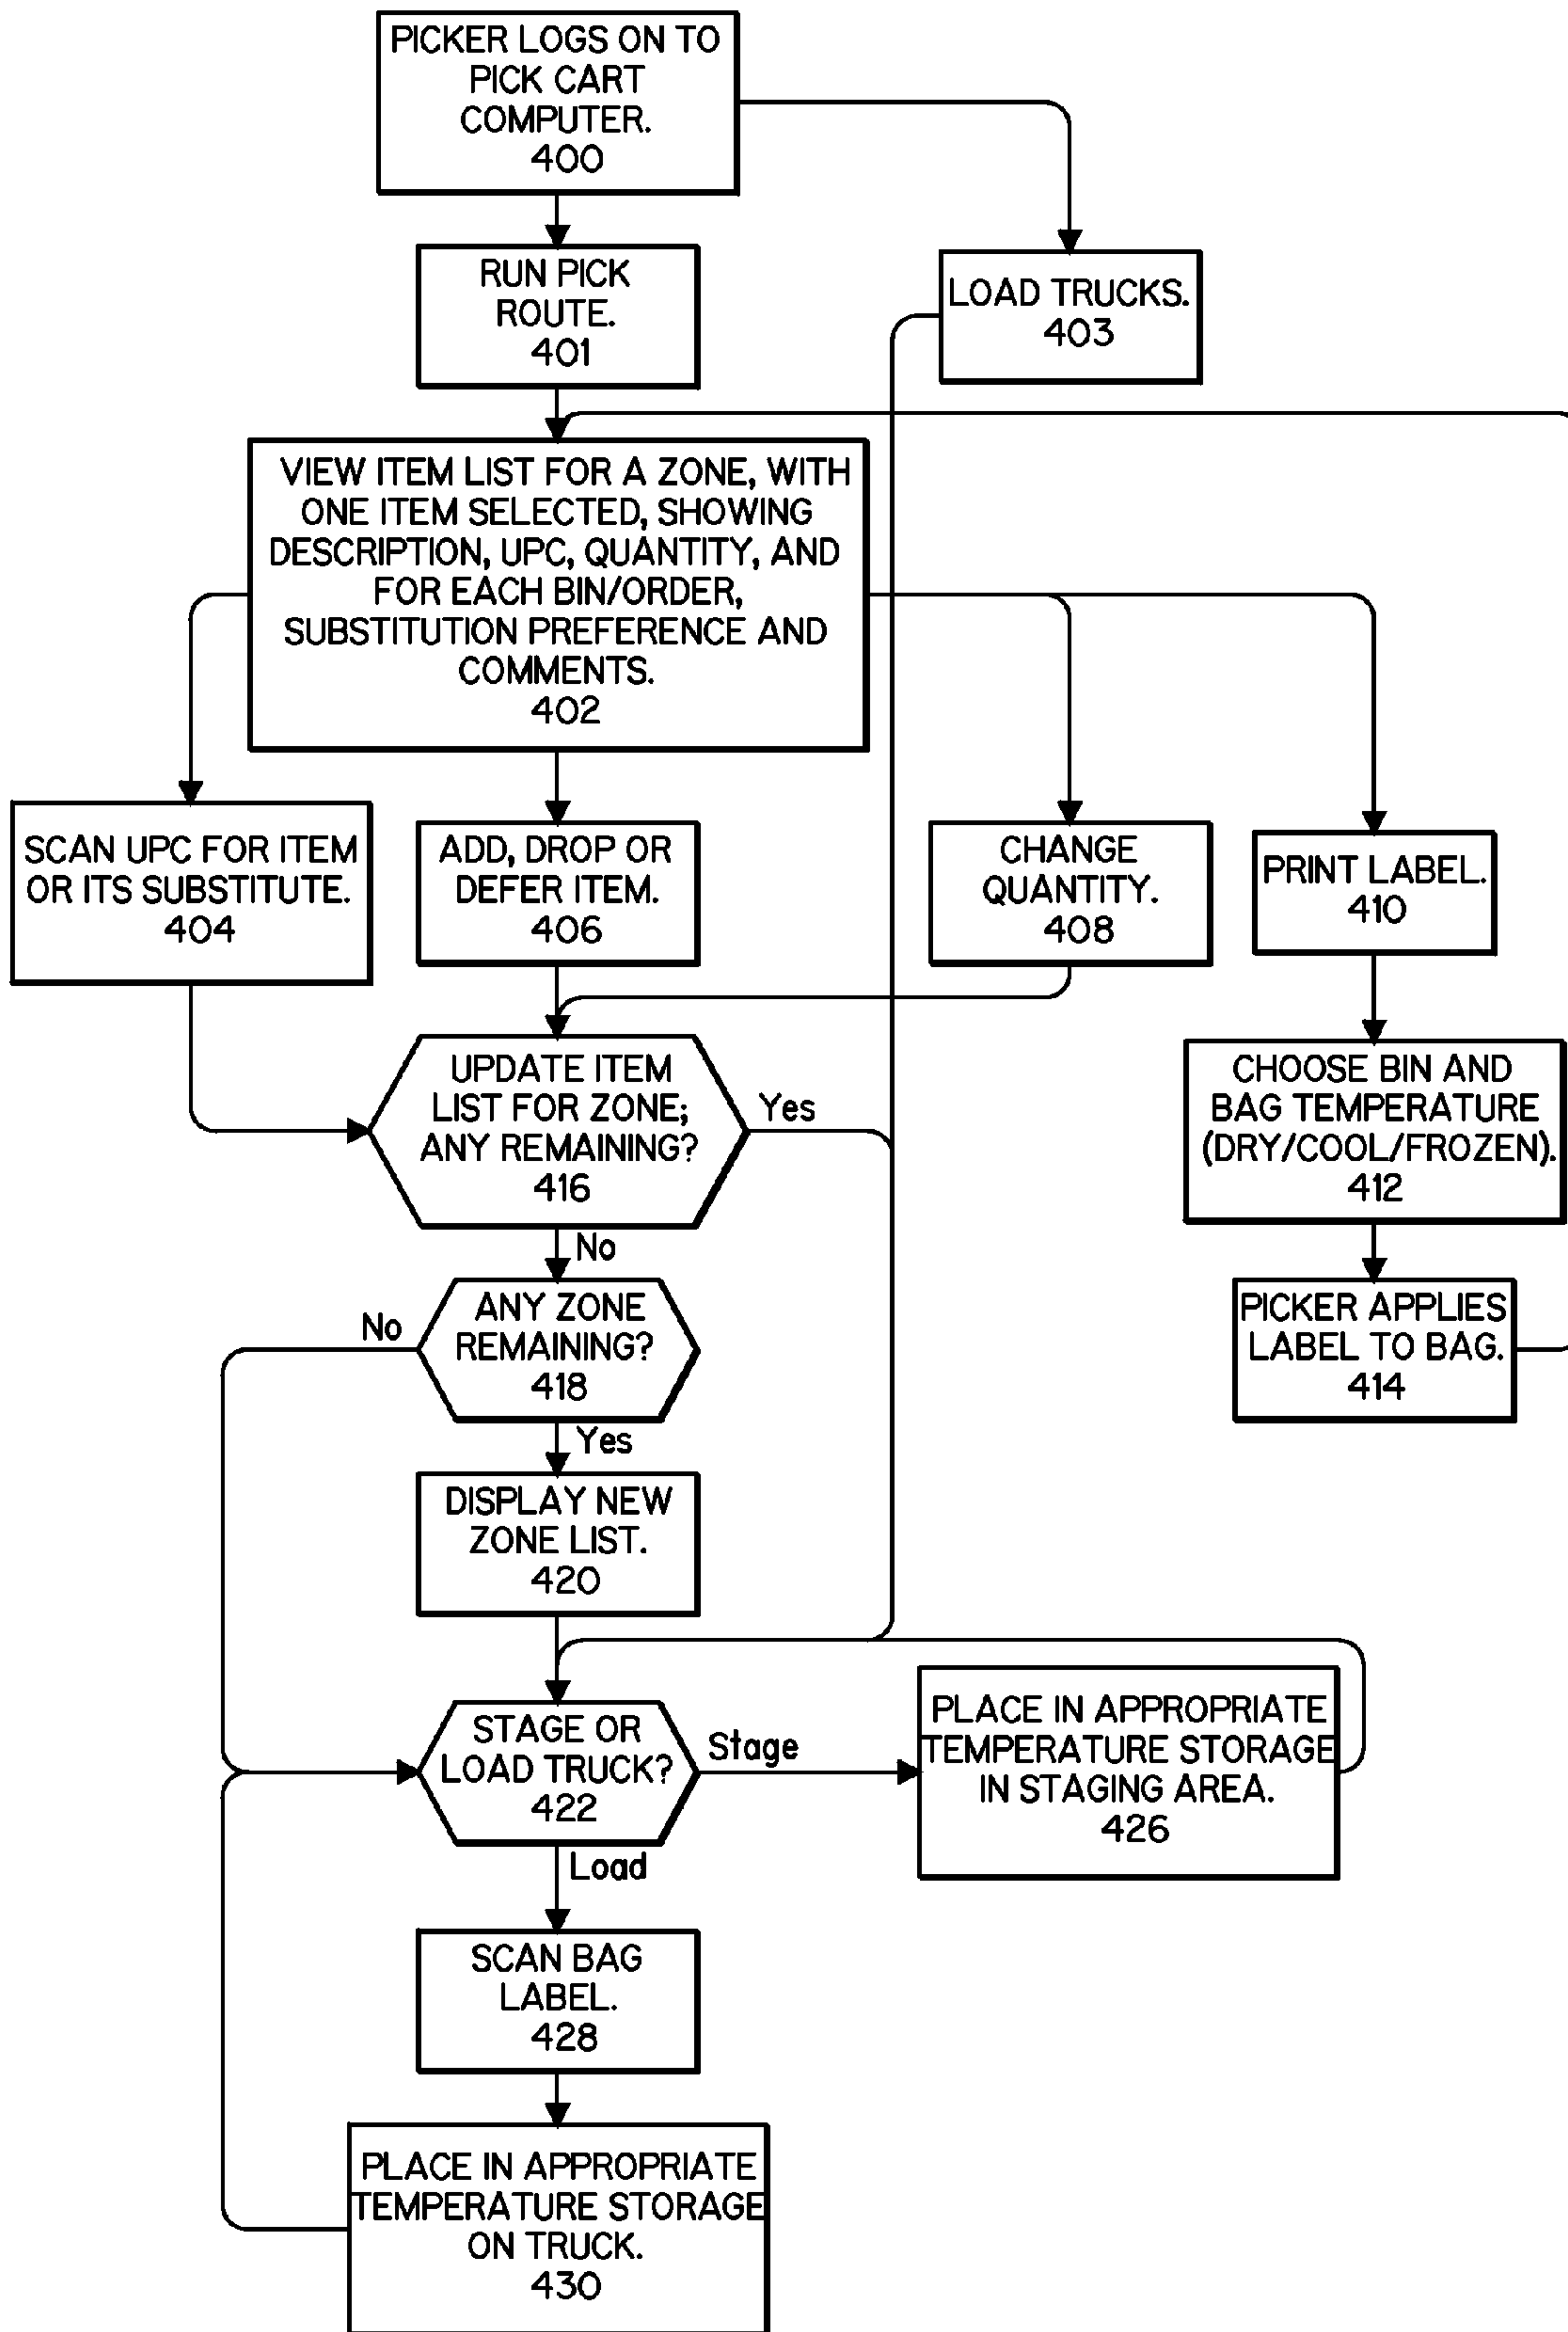 PICKER LOGS ON TO
PICK CART
COMPUTER.
400
RUN PICK
ROUTE.
401
LOAD TRUCKS.
403
VIEW ITEM LIST FOR A ZONE, WITH
ONE ITEM SELECTED, SHOWING
DESCRIPTION, UPC, QUANTITY, AND
FOR EACH BIN/ORDER,
SUBSTITUTION PREFERENCE AND
COMMENTS.
402
SCAN UPC FOR ITEM
OR ITS SUBSTITUTE.
404
ADD, DROP OR
DEFER ITEM.
406
CHANGE
QUANTITY.
408
PRINT LABEL.
410
UPDATE ITEM
LIST FOR ZONE;
ANY REMAINING?
416
Yes
No
CHOOSE BIN AND
BAG TEMPERATURE
(DRY/COOL/FROZEN).
412
ANY ZONE
REMAINING?
418
No
Yes
PICKER APPLIES
LABEL TO BAG.
414
DISPLAY NEW
ZONE LIST.
420
STAGE OR
LOAD TRUCK?
422
Stage
Load
PLACE IN APPROPRIATE
TEMPERATURE STORAGE
IN STAGING AREA.
426
SCAN BAG
LABEL.
428
PLACE IN APPROPRIATE
TEMPERATURE STORAGE
ON TRUCK.
430